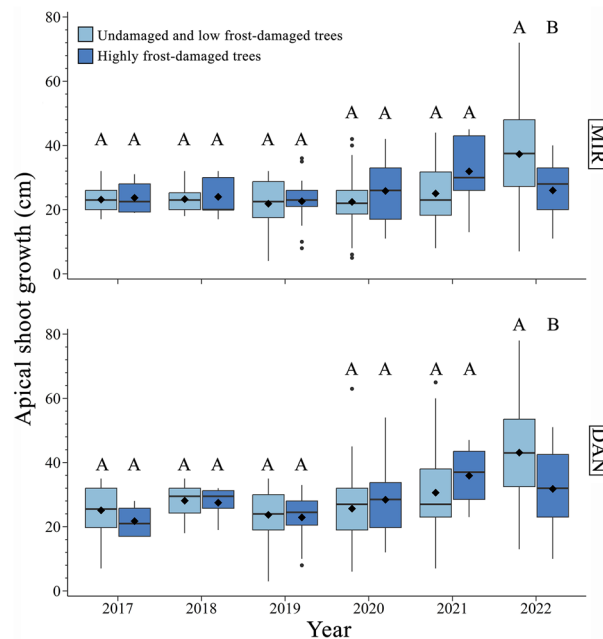 80
Undamaged and low frost-damaged trees
Highly frost-damaged trees
A B
60
A A A A A A A A A A
40
20
0
MIR
Apical shoot growth (cm)
80
A B
60
A A A A
A A A A A A
40
20
0
DAN
2017 2018 2019 2020 2021 2022
Year